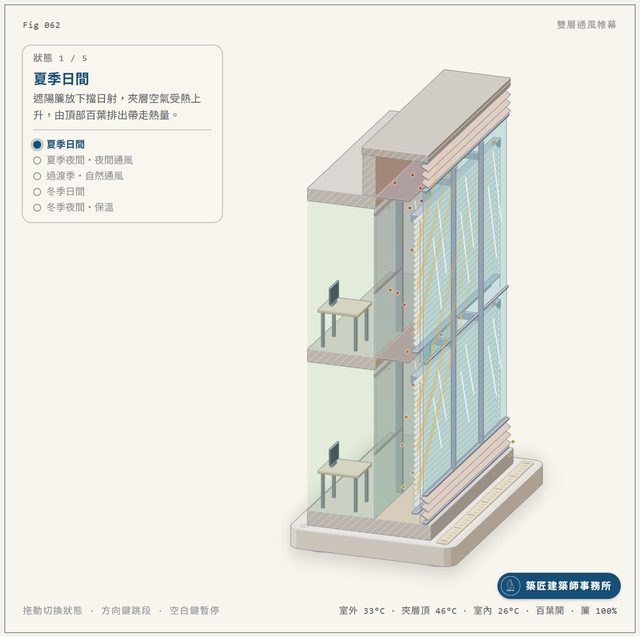 Fig 062
雙層通風帷幕
狀態 1 / 5
夏季日間
遮陽簾放下擋日射，夾層空氣受熱上
升，由頂部百葉排出帶走熱量。
夏季日間
夏季夜間・夜間通風
過渡季・自然通風
冬季日間
冬季夜間・保溫
築匠建築師事務所
拖動切換狀態 · 方向鍵跳段 · 空白鍵暫停
室外 33°C · 夾層頂 46°C · 室內 26°C · 百葉開 · 簾 100%